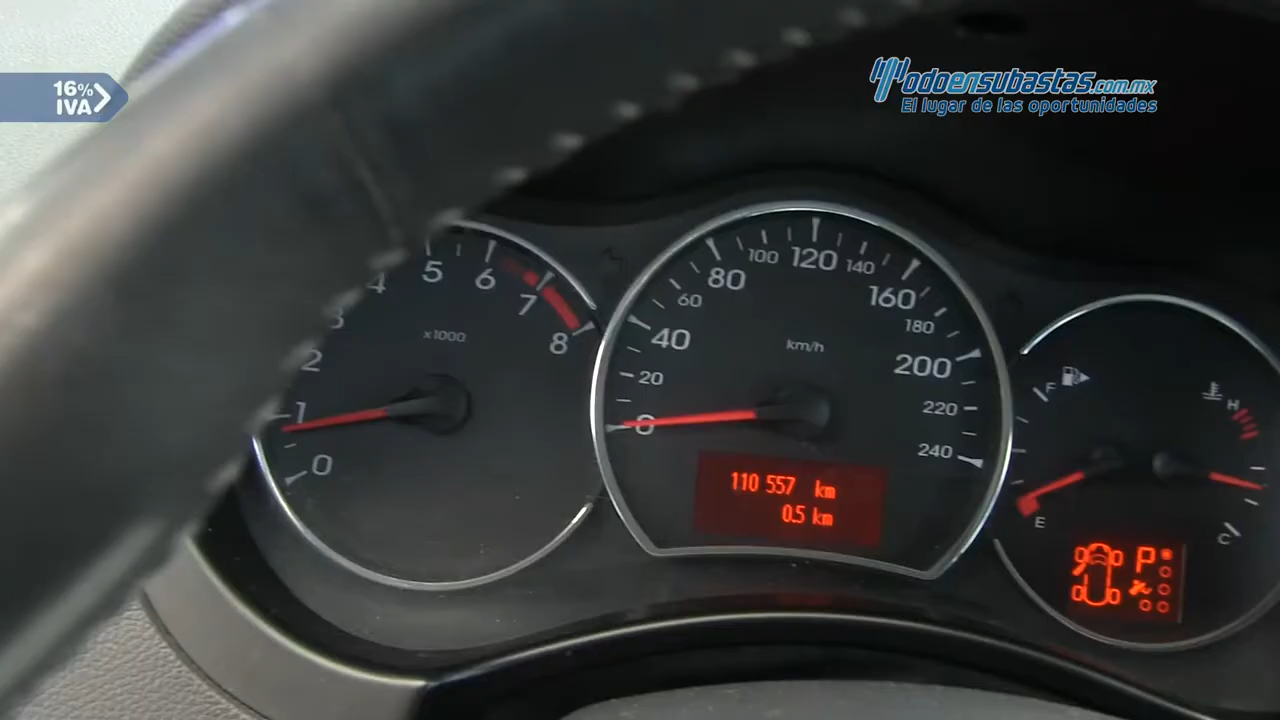 16%
IVA
Todoensubastas.com.mx
El lugar de las oportunidades
0
1
2
3
4
5
6
7
8
x1000
0
20
40
60
80
100
120
140
160
180
200
220
240
km/h
110 557 km
0.5 km
F
E
H
C
P